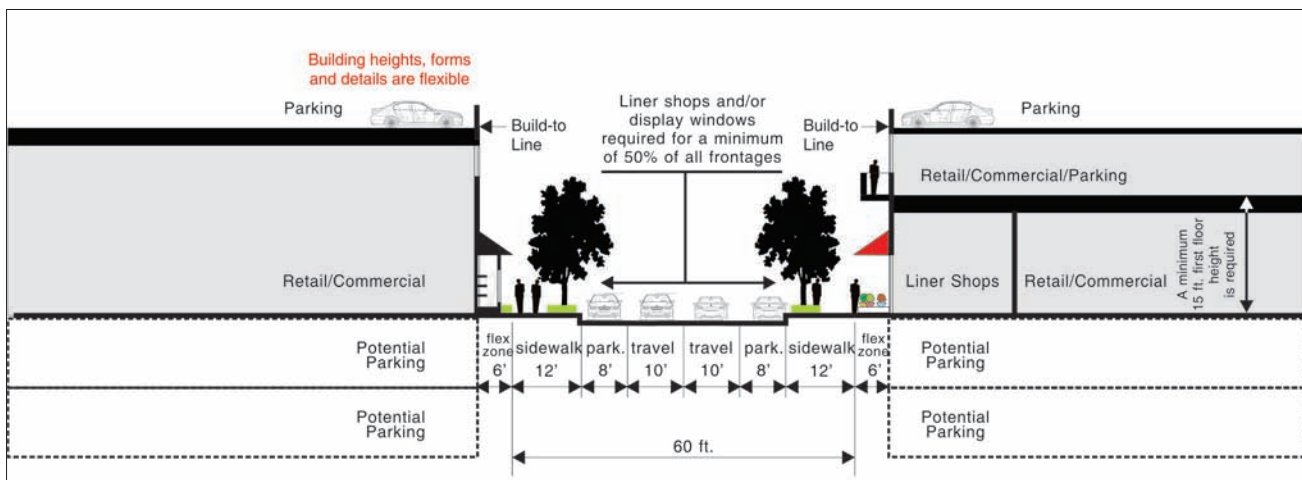 Building heights, forms
and details are flexible
Parking
Build-to
Line
Liner shops and/or
display windows
required for a minimum
of 50% of all frontages
Build-to
Line
Parking
Retail/Commercial/Parking
Retail/Commercial
Liner Shops
Retail/Commercial
A minimum
15 ft. first floor
height
is required
Potential
Parking
flex
zone
6'
sidewalk
12'
park.
8'
travel
10'
travel
10'
park.
8'
sidewalk
12'
flex
zone
6'
Potential
Parking
Potential
Parking
60 ft.
Potential
Parking